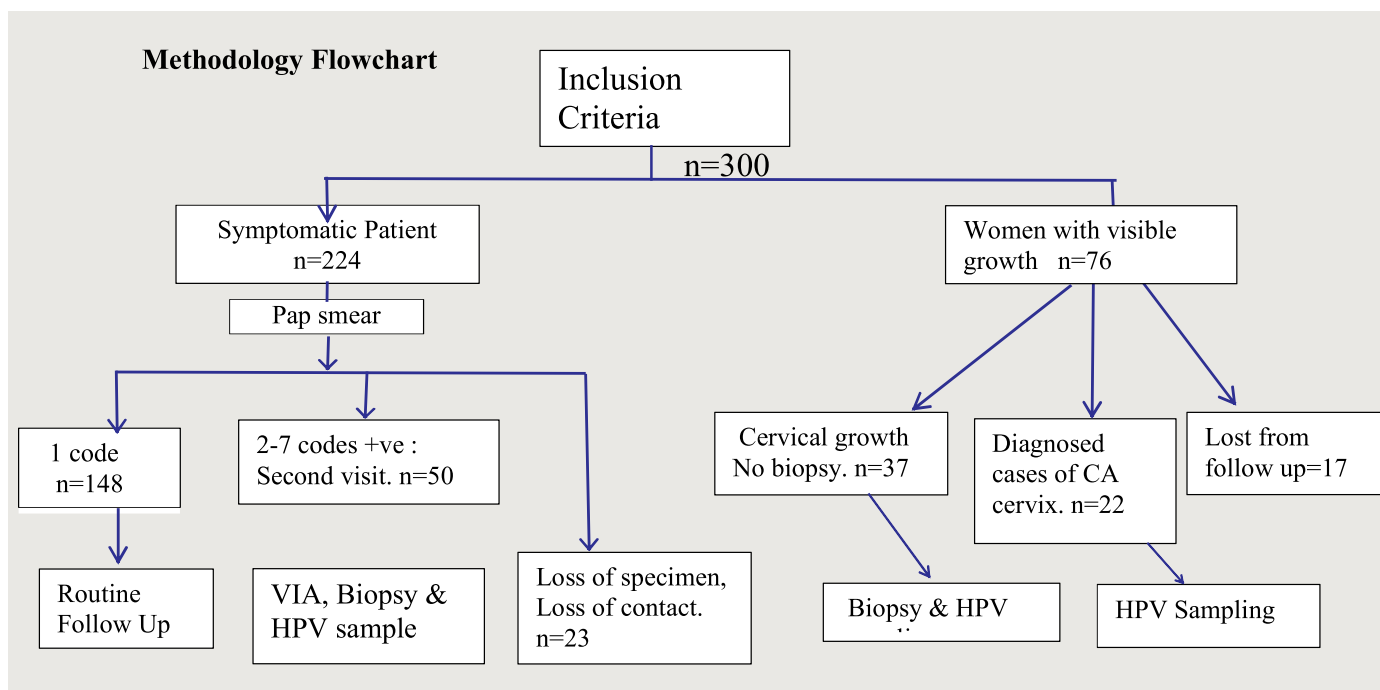 Methodology Flowchart
Inclusion
Criteria
n=300
Symptomatic Patient
n=224
Women with visible
growth n=76
Pap smear
1 code
n=148
2-7 codes +ve :
Second visit. n=50
Cervical growth
No biopsy. n=37
Diagnosed
cases of CA
cervix. n=22
Lost from
follow up=17
Routine
Follow Up
VIA, Biopsy &
HPV sample
Loss of specimen,
Loss of contact.
n=23
Biopsy & HPV
HPV Sampling